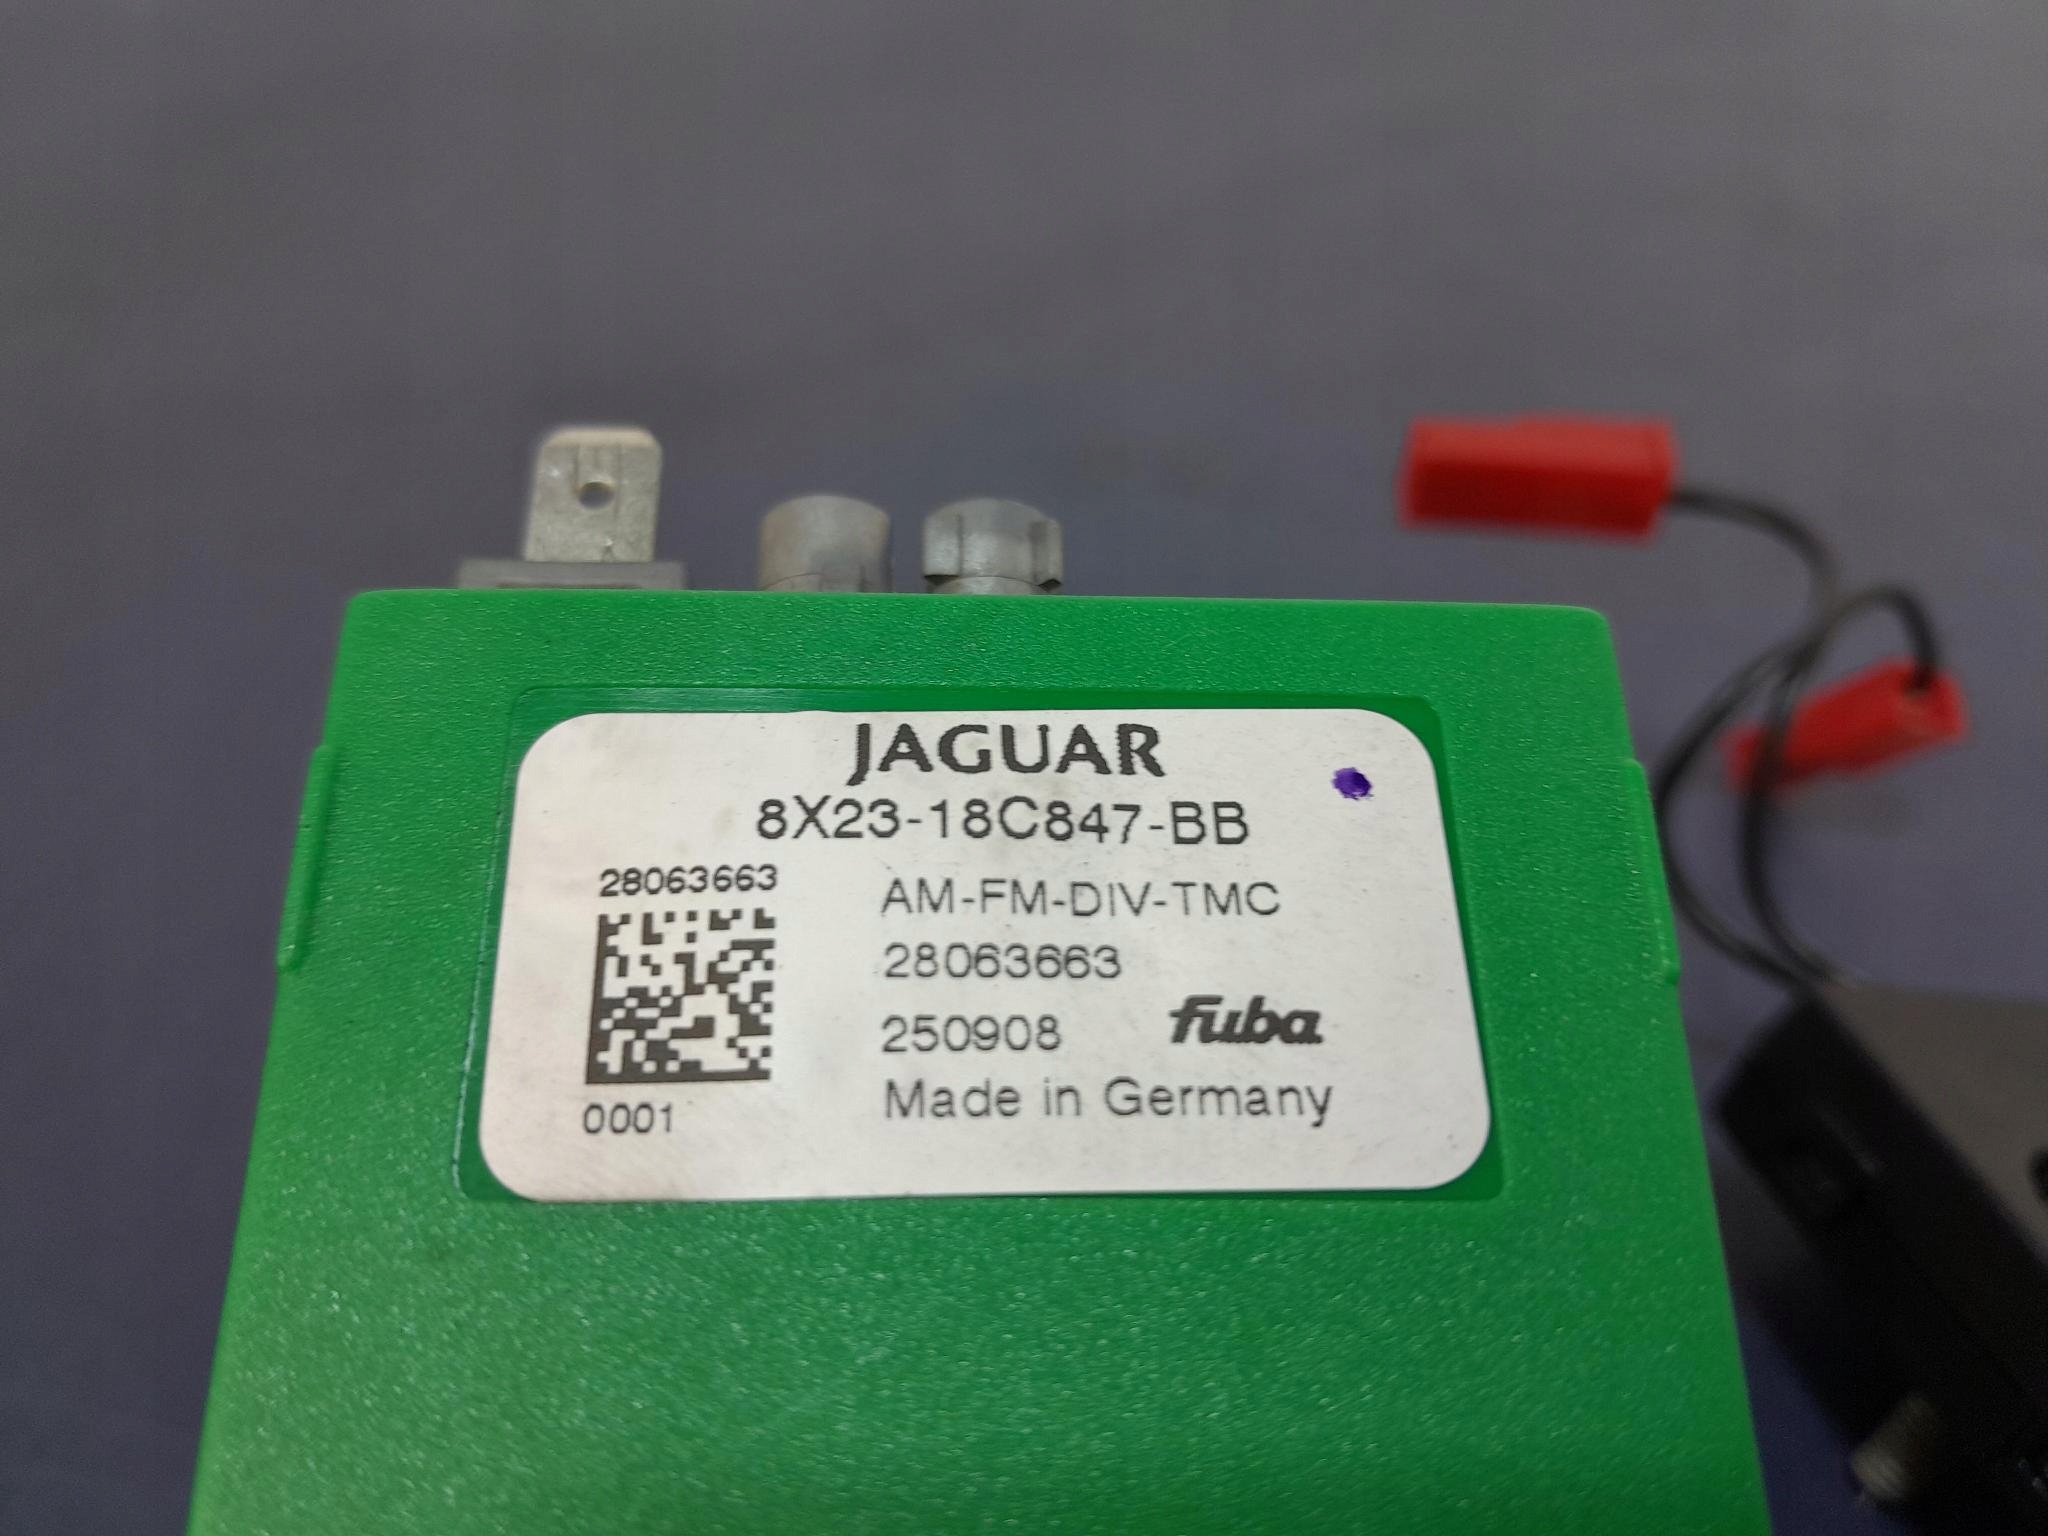 JAGUAR
8X23-18C847-BB
28063663
AM-FM-DIV-TMC
28063663
250908 fuba
Made in Germany
0001